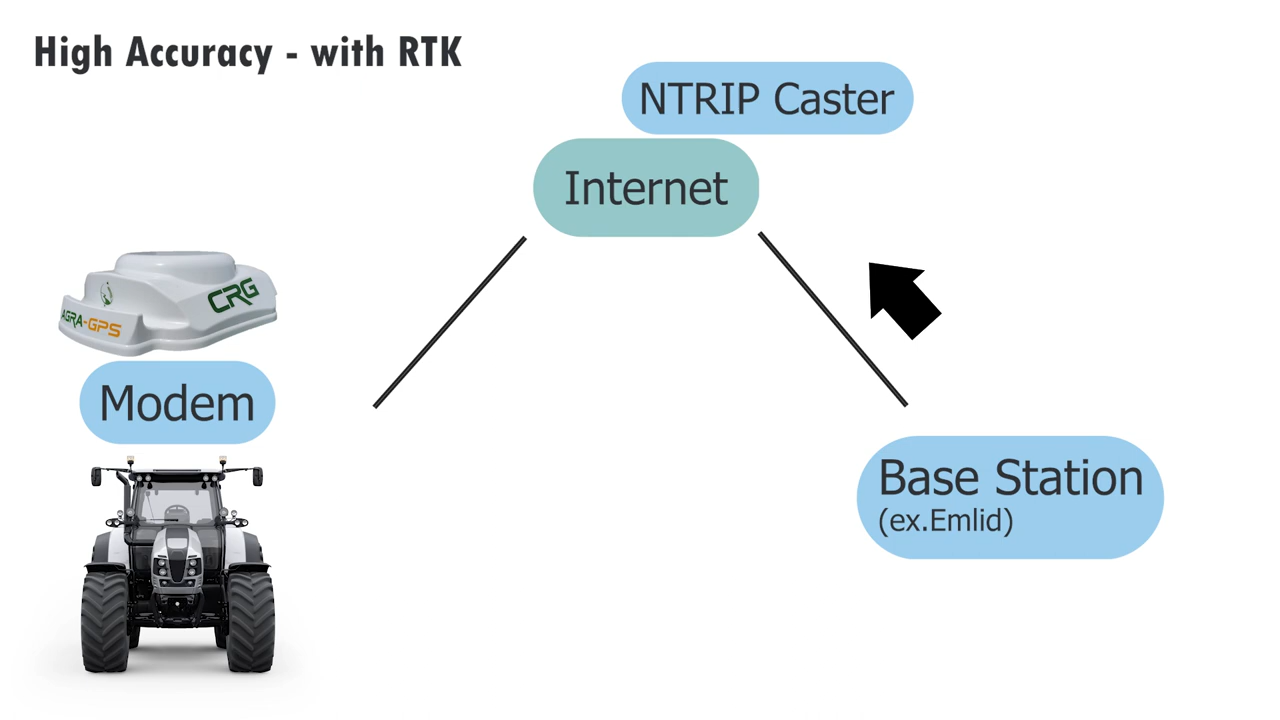 High Accuracy - with RTK
NTRIP Caster
Internet
CRG
AGRA-GPS
Modem
Base Station
(ex.Emlid)